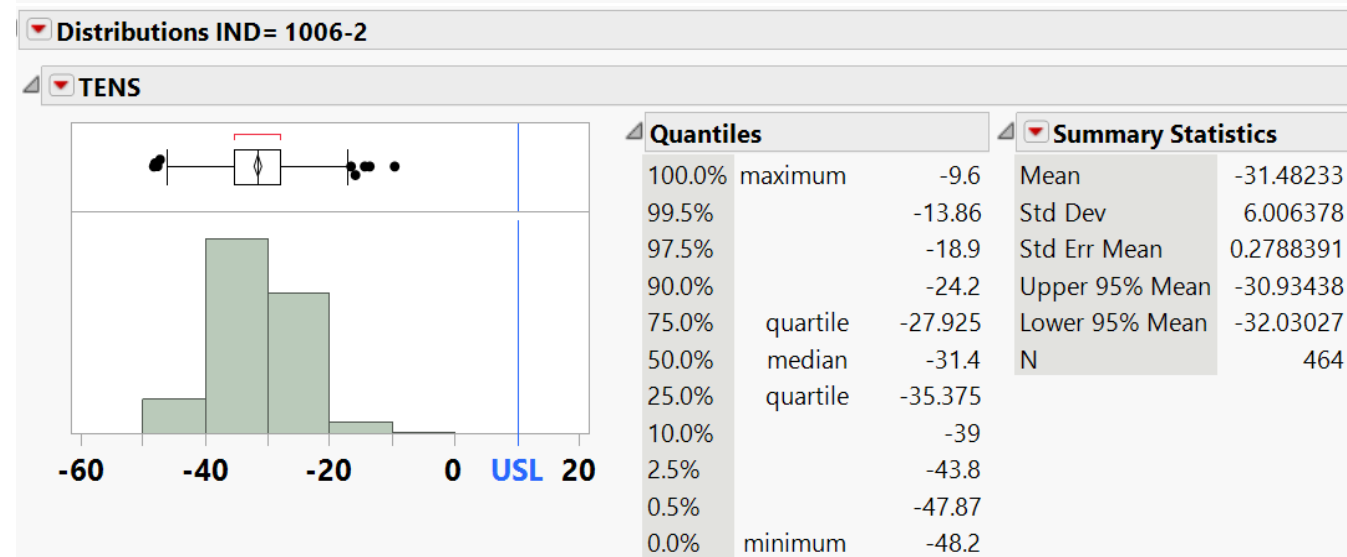 Distributions IND= 1006-2
TENS
-60 -40 -20 0 USL 20
Quantiles
100.0% maximum -9.6
99.5% -13.86
97.5% -18.9
90.0% -24.2
75.0% quartile -27.925
50.0% median -31.4
25.0% quartile -35.375
10.0% -39
2.5% -43.8
0.5% -47.87
0.0% minimum -48.2
Summary Statistics
Mean -31.48233
Std Dev 6.006378
Std Err Mean 0.2788391
Upper 95% Mean -30.93438
Lower 95% Mean -32.03027
N 464